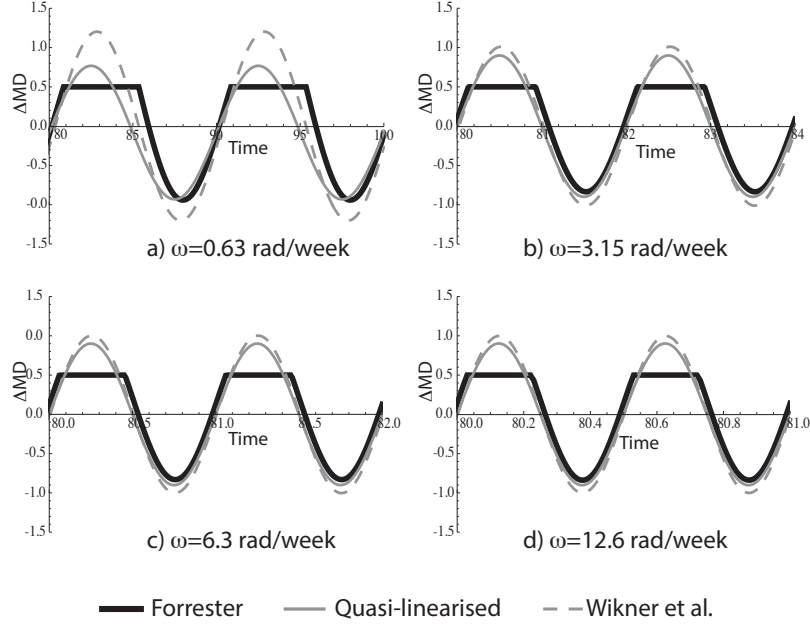 1.5
1.0
0.5
0.0
-0.5
-0.0
-1.5
ΔMD
80 85 90 95 100
Time
a) ω=0.63 rad/week
1.5
1.0
0.5
0.0
-0.5
-1.0
-1.5
ΔMD
80 81 82 83 84
Time
b) ω=3.15 rad/week
1.5
0.0
0.5
0.0
-0.5
-1.0
-1.5
ΔMD
80.0 80.5 81.0 81.5 82.0
Time
c) ω=6.3 rad/week
1.5
1.0
0.5
0.0
-0.5
-1.0
-1.5
ΔMD
80.0 80.2 80.4 80.6 80.8 81.0
Time
d) ω=12.6 rad/week
Forrester Quasi-linearised Wikner et al.